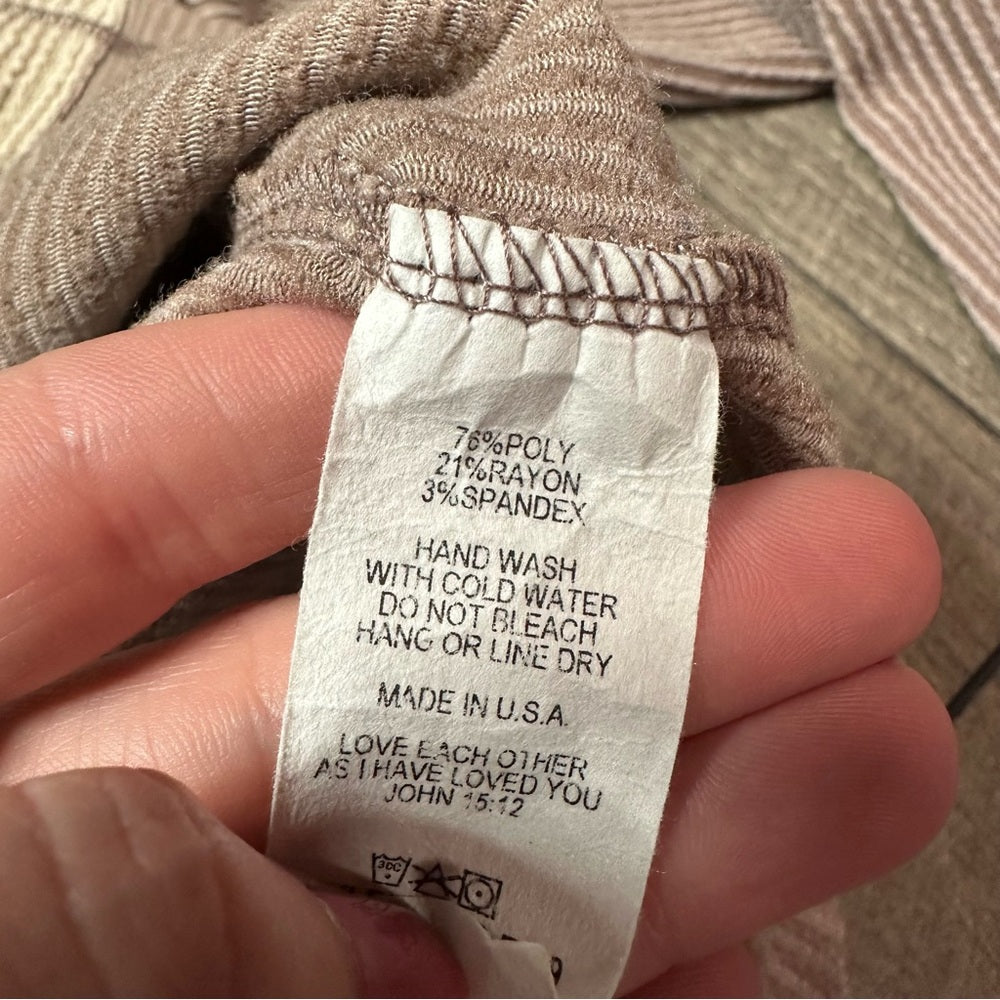 76%POLY
21%RAYON
3%SPANDEX
HAND WASH
WITH COLD WATER
DO NOT BLEACH
HANG OR LINE DRY
MADE IN U.S.A.
LOVE EACH OTHER
AS I HAVE LOVED YOU
JOHN 15:12